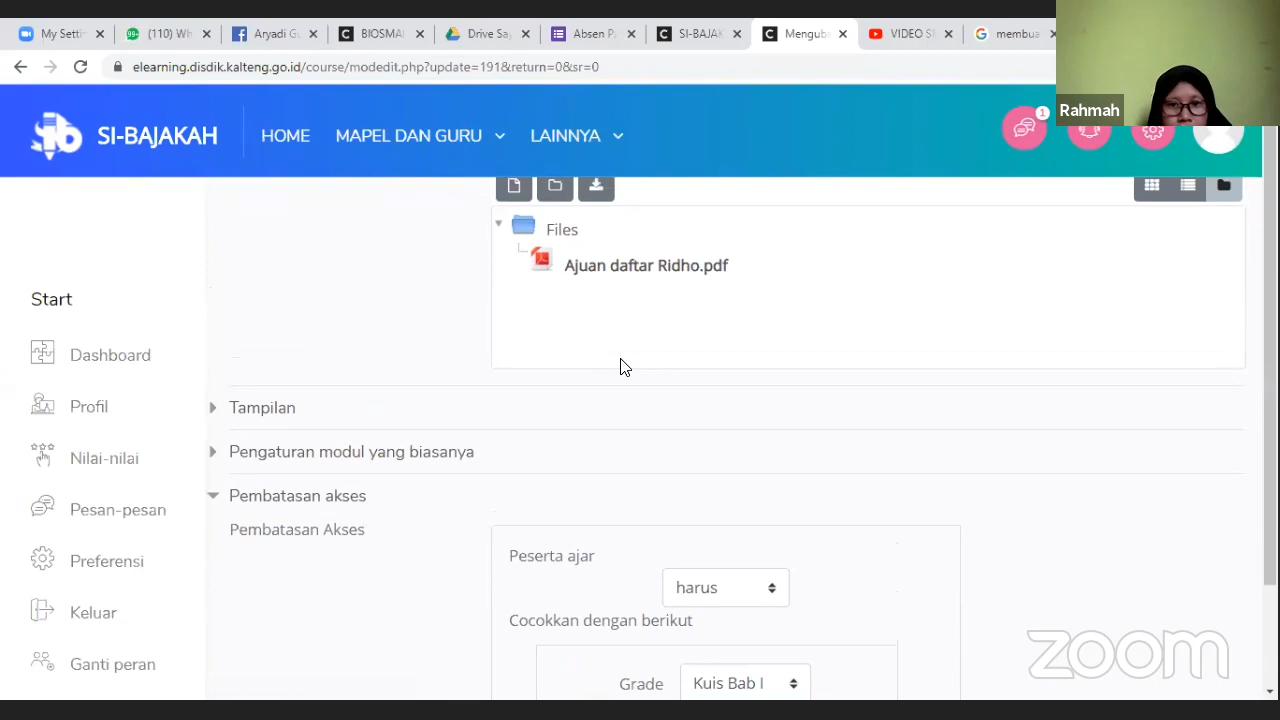 My Setti
(110) Wh
Aryadi Gu
BIOSMA
Drive Sa
Absen P
SI-BAJAK
Menguba
VIDEO S
membua
elearning.disdik.kalteng.go.id/course/modedit.php?update=191&return=0&sr=0
Rahmah
SI-BAJAKAH
HOME
MAPEL DAN GURU
LAINNYA
1
Files
Ajuan daftar Ridho.pdf
Start
Dashboard
Profil
Nilai-nilai
Pesan-pesan
Preferensi
Keluar
Ganti peran
Tampilan
Pengaturan modul yang biasanya
Pembatasan akses
Pembatasan Akses
Peserta ajar
harus
Cocokkan dengan berikut
Grade
Kuis Bab I
zoom